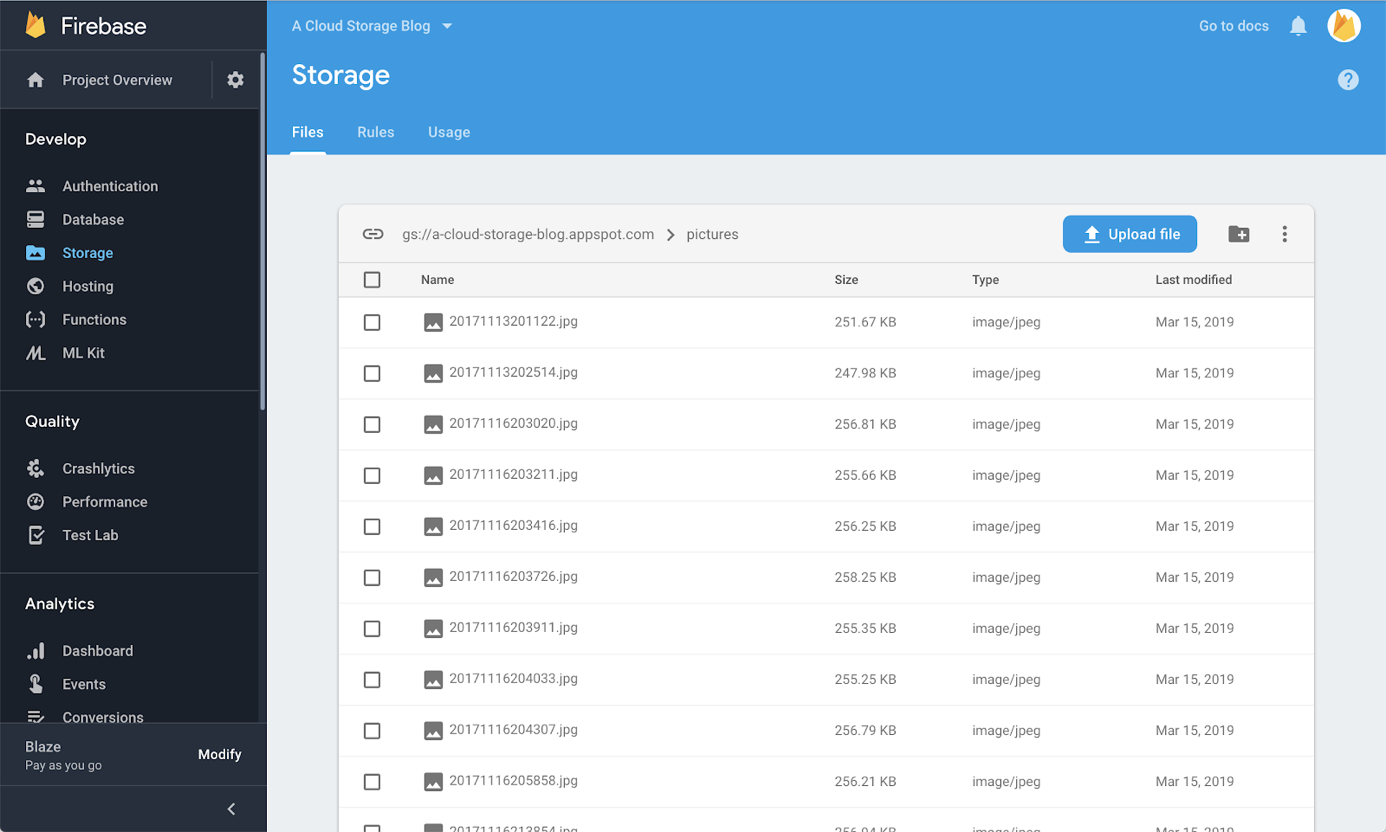 Firebase
A Cloud Storage Blog
Go to docs
Project Overview
Storage
Files Rules Usage
Develop
Authentication
Database
Storage
Hosting
Functions
ML Kit
Quality
Crashlytics
Performance
Test Lab
Analytics
Dashboard
Events
Conversions
Blaze
Pay as you go
Modify
gs://a-cloud-storage-blog.appspot.com > pictures
Upload file
Name Size Type Last modified
20171113201122.jpg 251.67 KB image/jpeg Mar 15, 2019
20171113202514.jpg 247.98 KB image/jpeg Mar 15, 2019
20171116203020.jpg 256.81 KB image/jpeg Mar 15, 2019
20171116203211.jpg 255.66 KB image/jpeg Mar 15, 2019
20171116203416.jpg 256.25 KB image/jpeg Mar 15, 2019
20171116203726.jpg 258.25 KB image/jpeg Mar 15, 2019
20171116203911.jpg 255.35 KB image/jpeg Mar 15, 2019
20171116204033.jpg 255.25 KB image/jpeg Mar 15, 2019
20171116204307.jpg 256.79 KB image/jpeg Mar 15, 2019
20171116205858.jpg 256.21 KB image/jpeg Mar 15, 2019
image/jpeg Mar 15, 2019